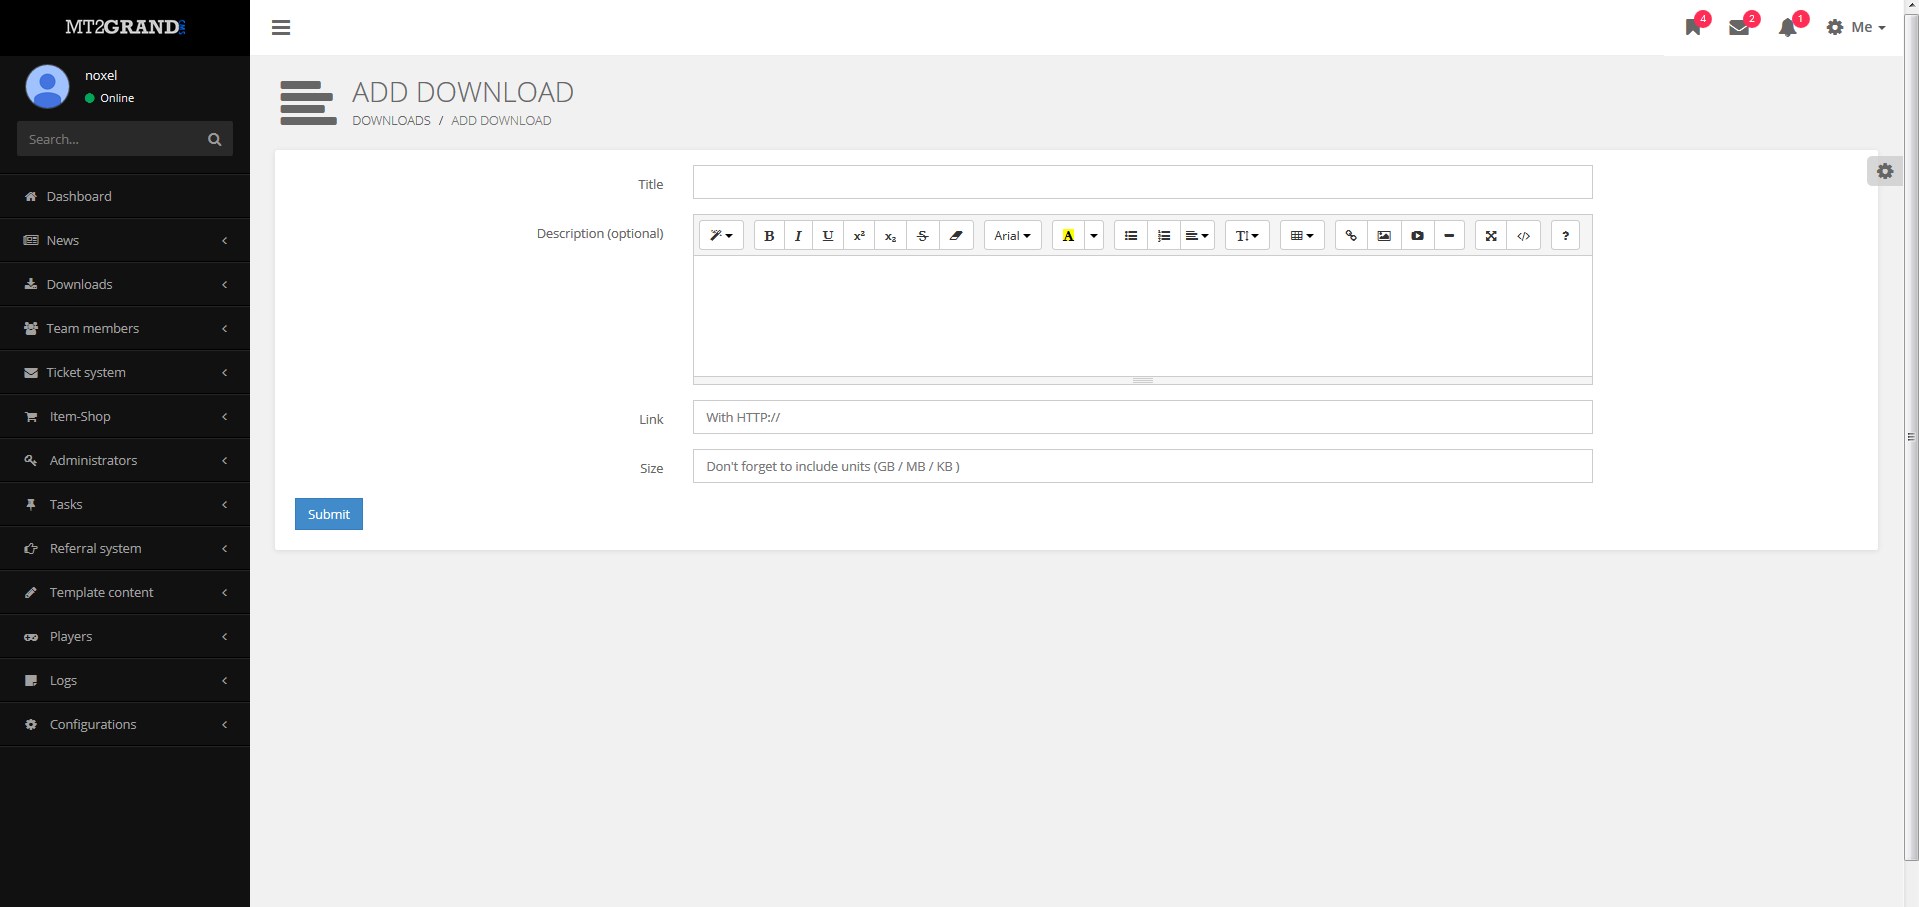 MT2GRAND CMS
4 2 1 Me
noxel
Online
Search...
Dashboard
News
Downloads
Team members
Ticket system
Item-Shop
Administrators
Tasks
Referral system
Template content
Players
Logs
Configurations
ADD DOWNLOAD
DOWNLOADS / ADD DOWNLOAD
Title
Description (optional)
B I U x² x₂ S Arial A T </> ?
Link
With HTTP://
Size
Don't forget to include units (GB / MB / KB )
Submit